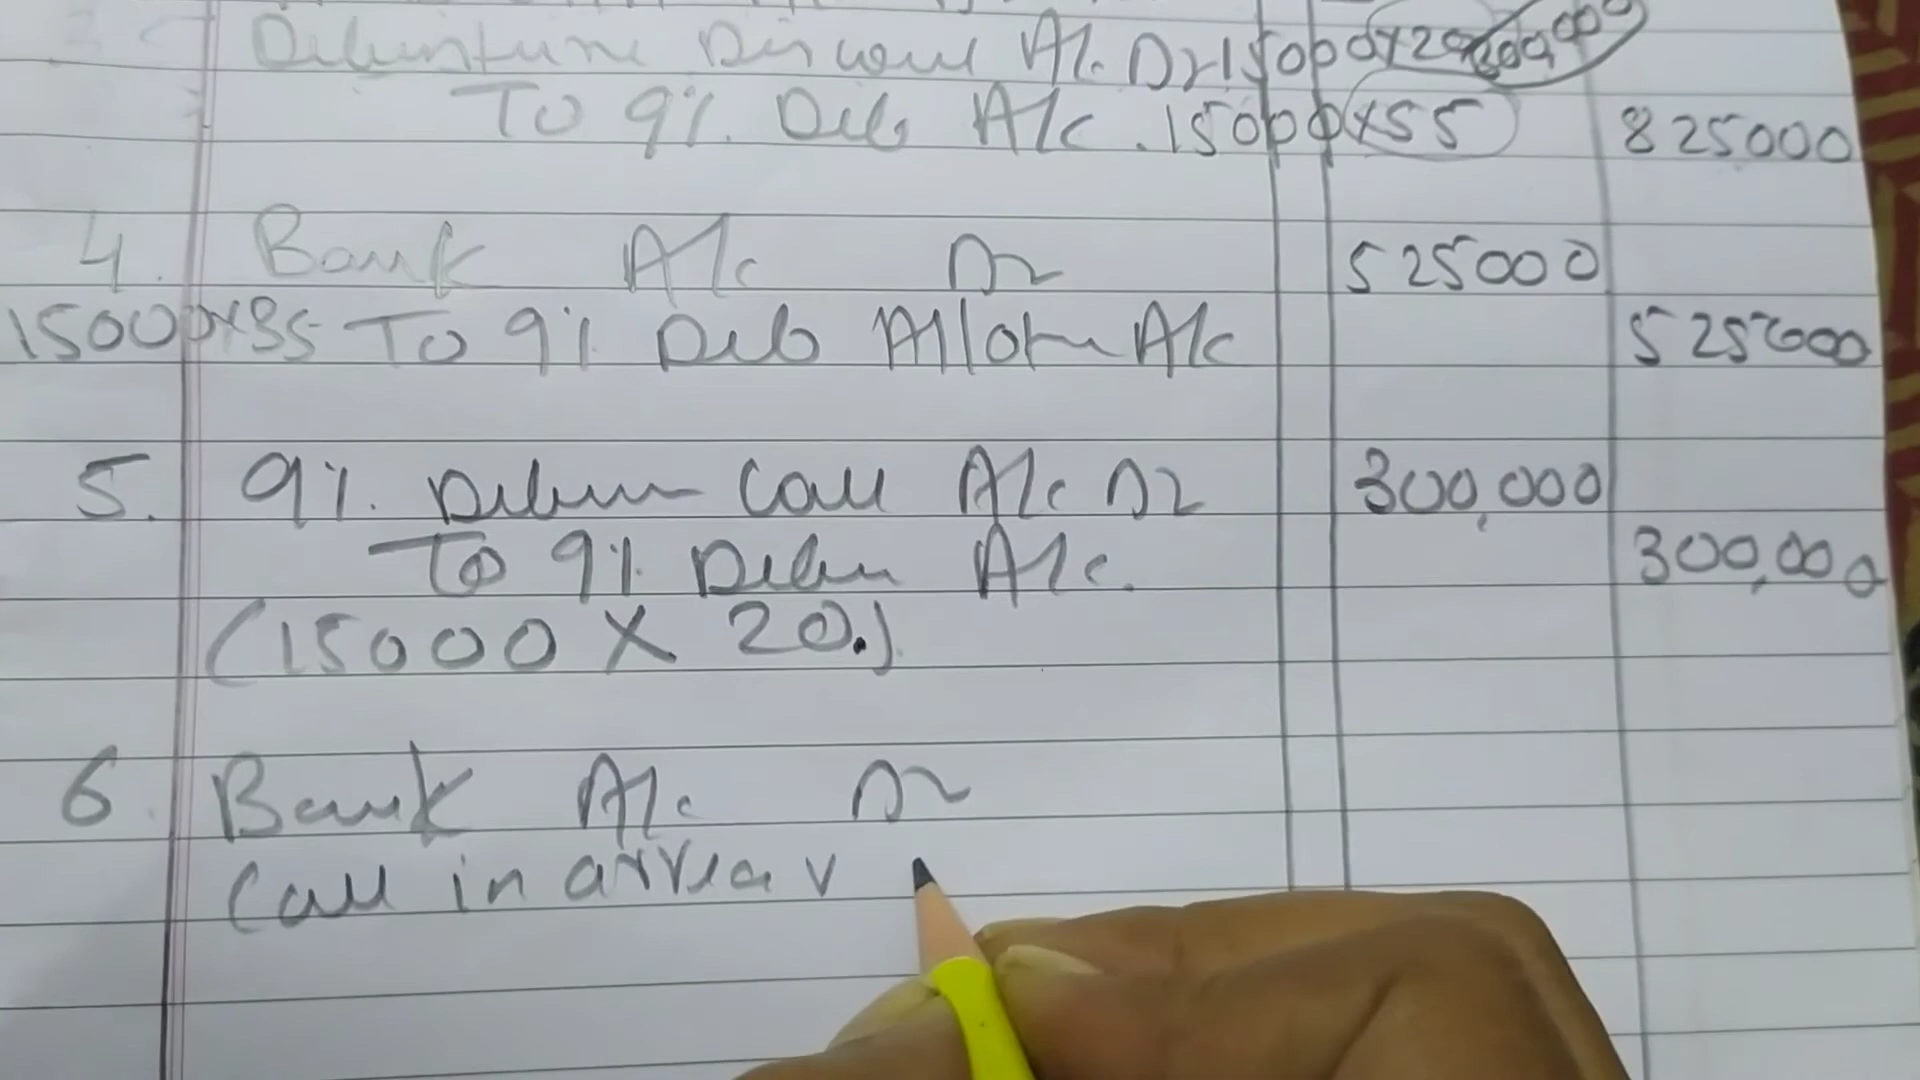 Debenture Discount A/c. Dr 15000x20 300,000
To 9%. Deb A/c. 15000x55 825000
4. Bank A/c Dr 525000
15000x35 To 9% Deb Allotm A/c 525000
5. 9%. Deben Call A/c Dr 300,000
To 9% Deben A/c. 300,000
(15000 X 20.)
6. Bank A/c Dr
Call in arrear